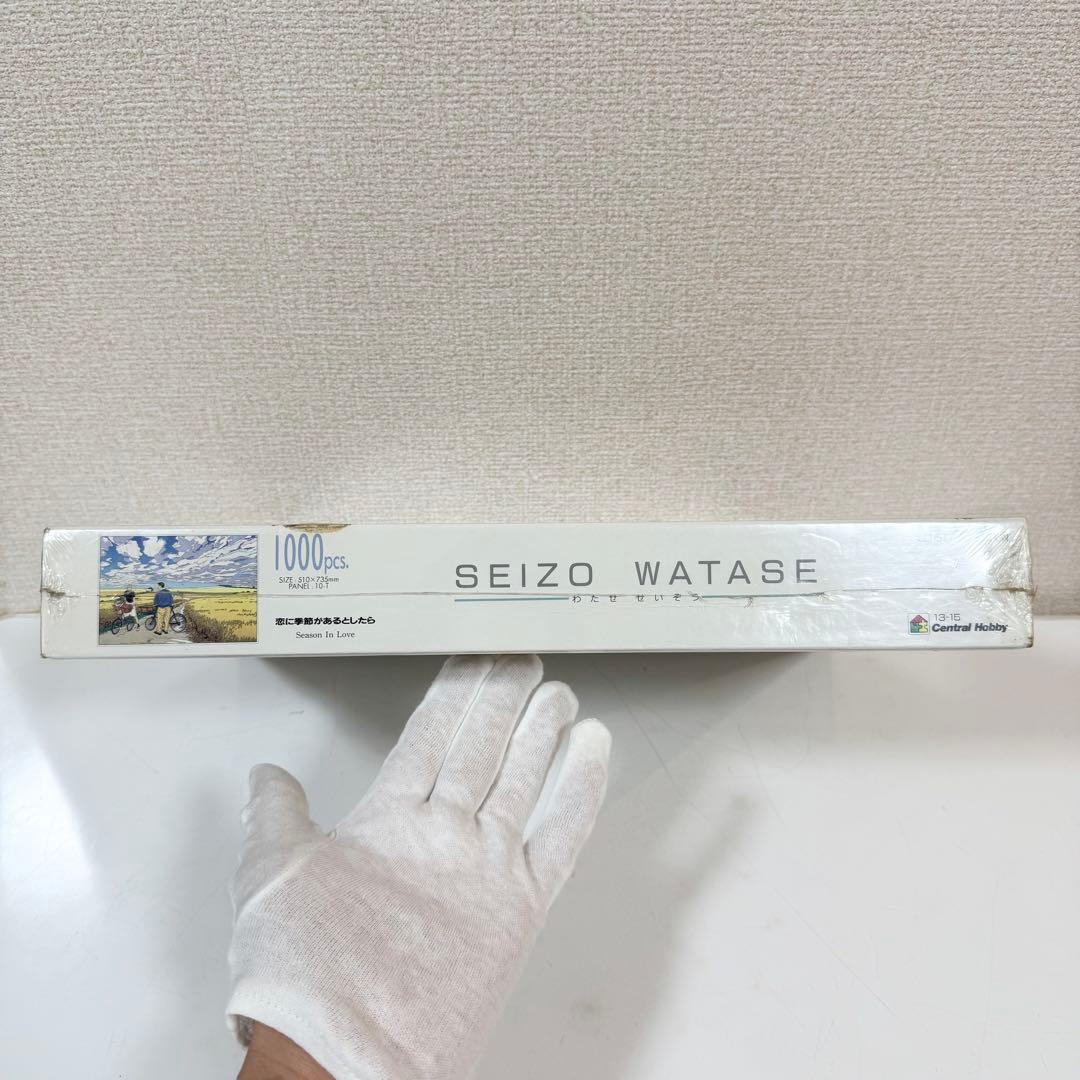 1000pcs.
SIZE : 510×735mm
PANEL : 10-T
恋に季節があるとしたら
Season In Love
SEIZO WATASE
わたせせいぞう
13-15
Central Hobby